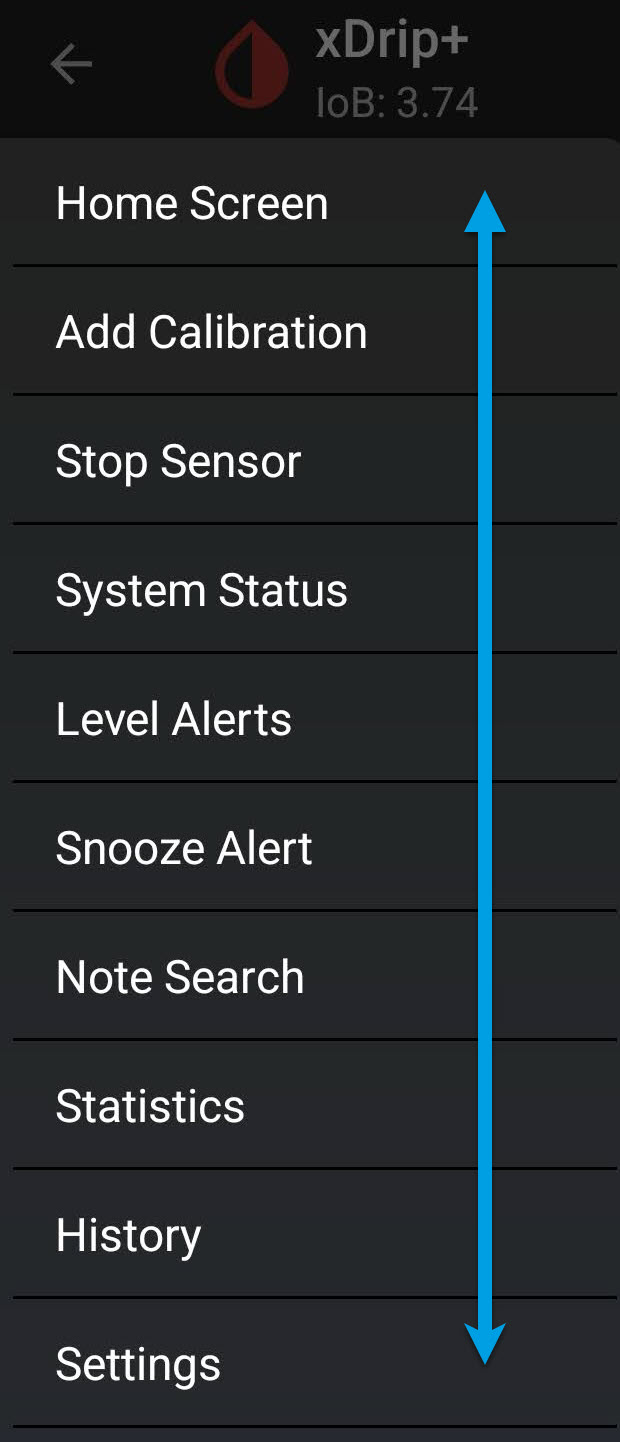 xDrip+
IoB: 3.74
Home Screen
Add Calibration
Stop Sensor
System Status
Level Alerts
Snooze Alert
Note Search
Statistics
History
Settings